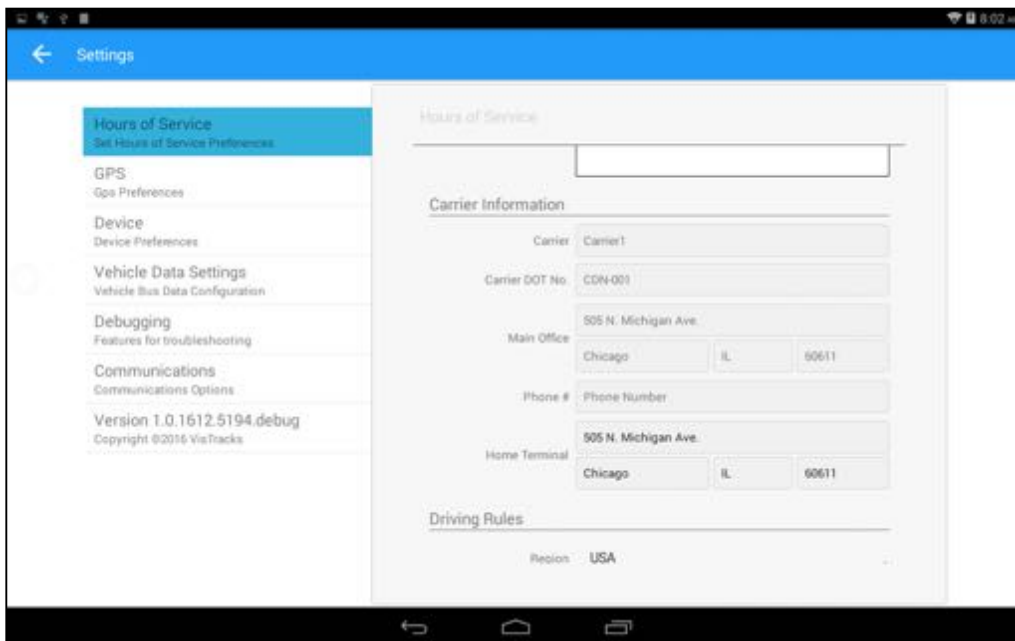 8:02 AM
Settings
Hours of Service
Set Hours of Service Preferences
GPS
Gps Preferences
Device
Device Preferences
Vehicle Data Settings
Vehicle Bus Data Configuration
Debugging
Features for troubleshooting
Communications
Communications Options
Version 1.0.1612.5194.debug
Copyright ©2016 VisTracks
Hours of Service
Carrier Information
Carrier Carrier1
Carrier DOT No. CDN-001
Main Office 505 N. Michigan Ave.
Chicago IL 60611
Phone # Phone Number
Home Terminal 505 N. Michigan Ave.
Chicago IL 60611
Driving Rules
Region USA